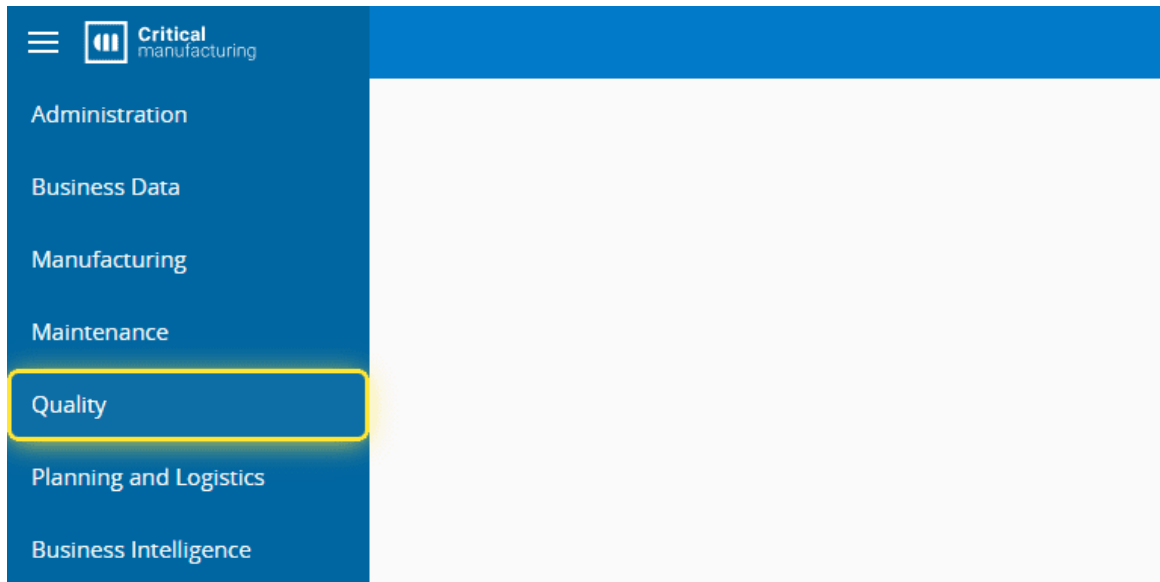 Critical
manufacturing
Administration
Business Data
Manufacturing
Maintenance
Quality
Planning and Logistics
Business Intelligence